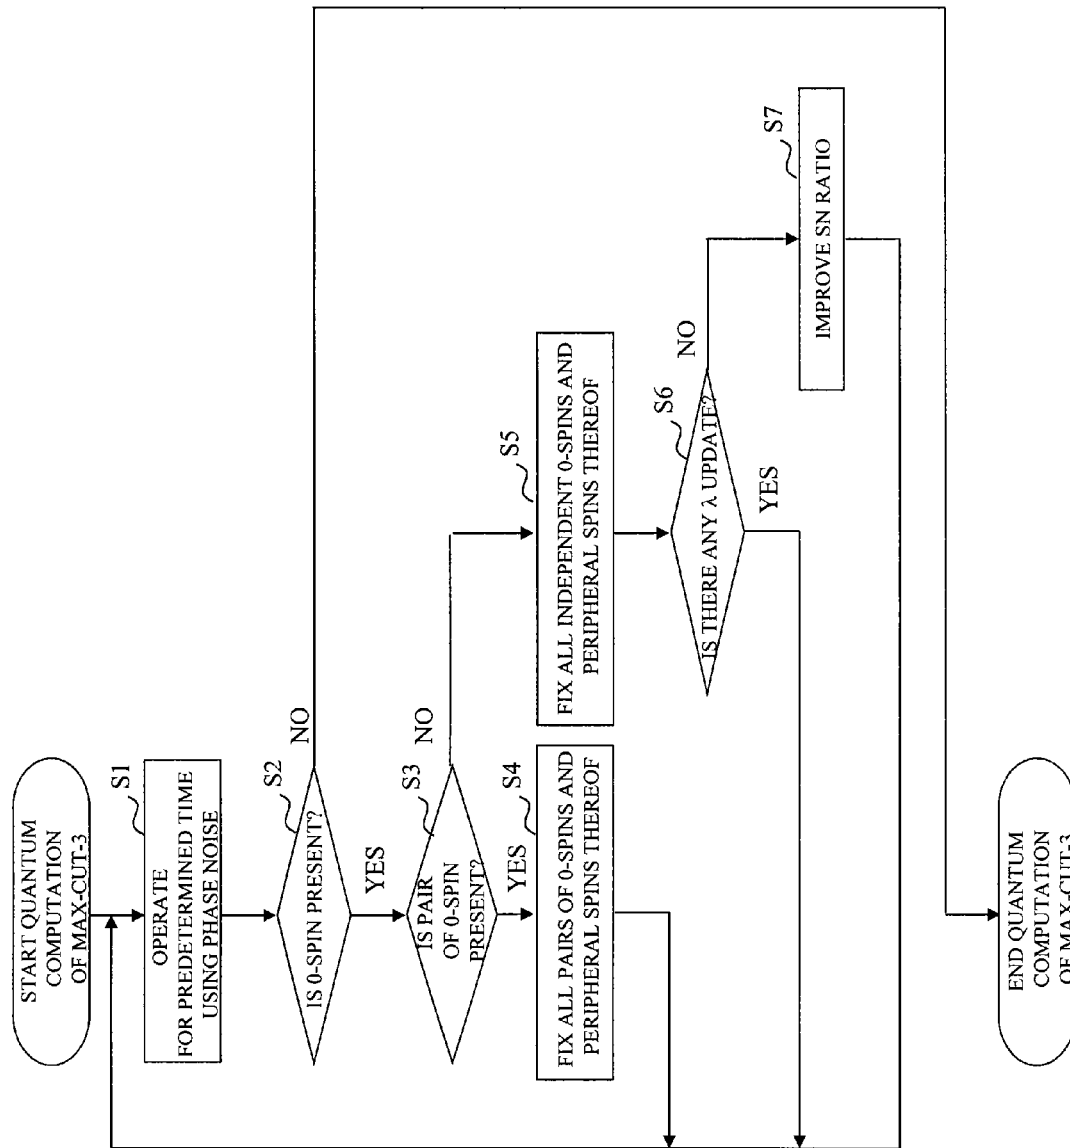 START QUANTUM
COMPUTATION
OF MAX-CUT-3
S1
OPERATE
FOR PREDETERMINED TIME
USING PHASE NOISE
S2
IS 0-SPIN PRESENT?
NO
YES
S3
IS PAIR
OF 0-SPIN
PRESENT?
NO
YES
S4
FIX ALL PAIRS OF 0-SPINS AND
PERIPHERAL SPINS THEREOF
S5
FIX ALL INDEPENDENT 0-SPINS AND
PERIPHERAL SPINS THEREOF
S6
IS THERE ANY λ UPDATE?
NO
YES
S7
IMPROVE SN RATIO
END QUANTUM
COMPUTATION
OF MAX-CUT-3